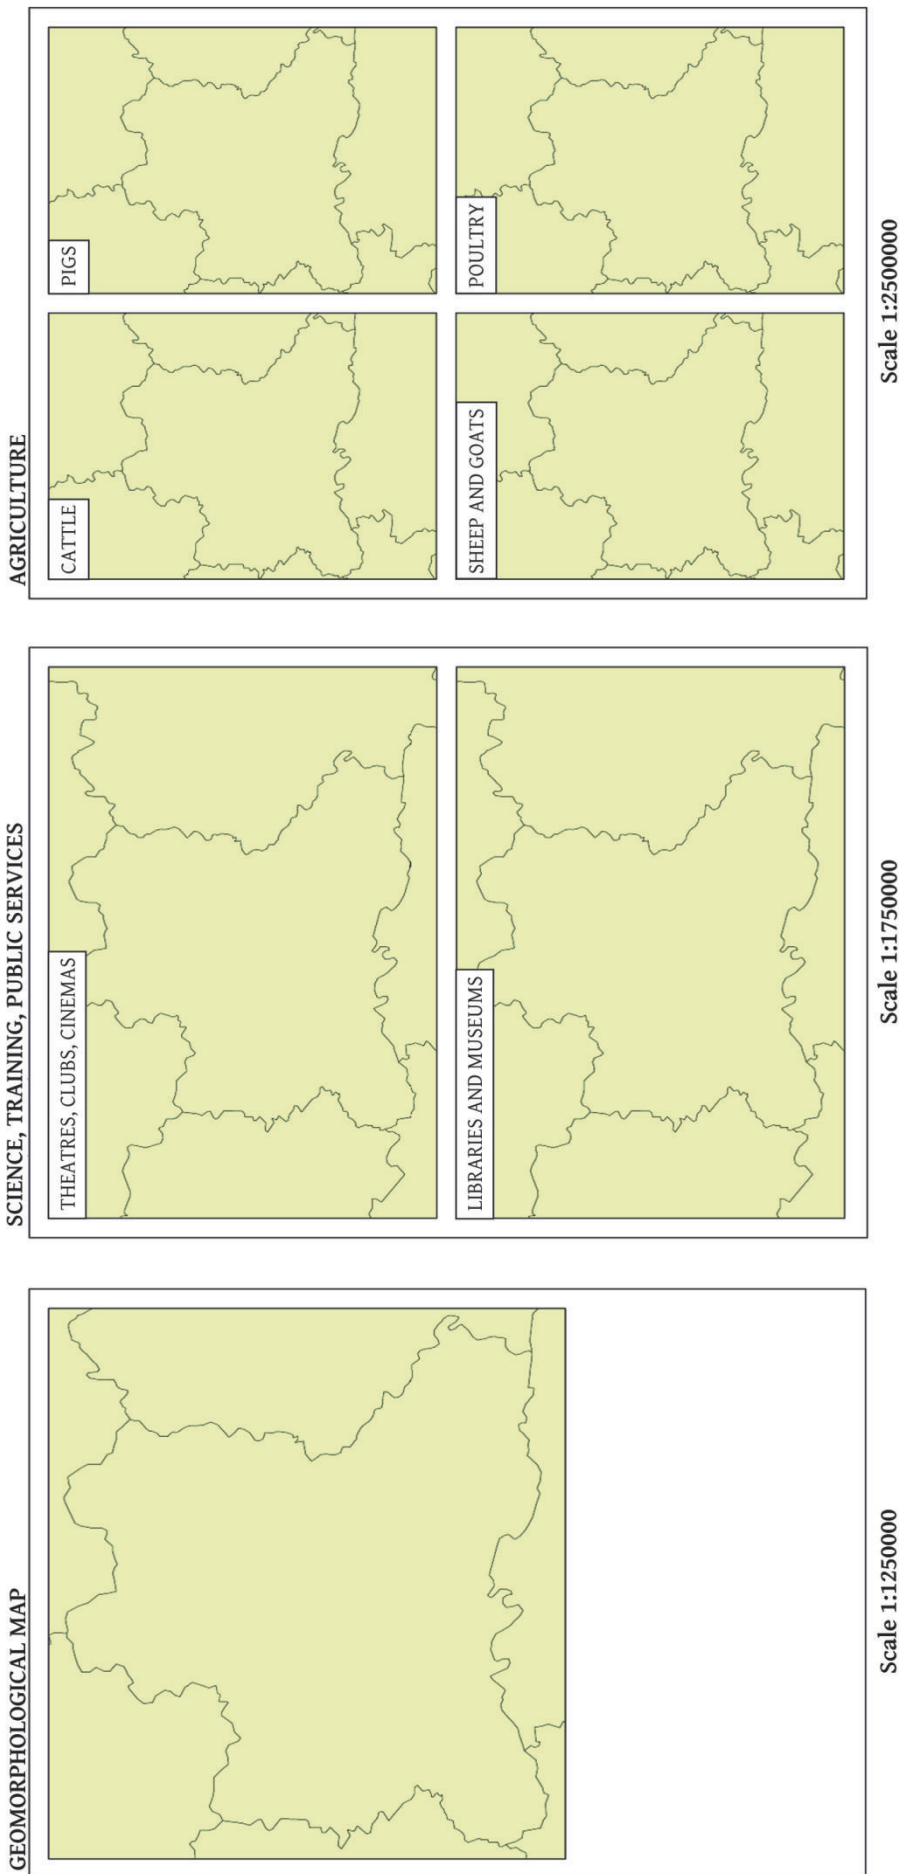 GEOMORPHOLOGICAL MAP
Scale 1:1250000
SCIENCE, TRAINING, PUBLIC SERVICES
THEATRES, CLUBS, CINEMAS
LIBRARIES AND MUSEUMS
Scale 1:1750000
AGRICULTURE
CATTLE
PIGS
SHEEP AND GOATS
POULTRY
Scale 1:2500000